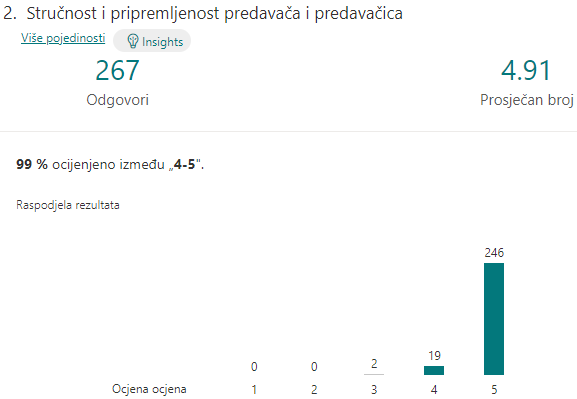 2. Stručnost i pripremljenost predavača i predavačica
Više pojedinosti
Insights
267
Odgovori
4.91
Prosječan broj
99 % ocijenjeno između „4-5".
Raspodjela rezultata
0 0 2 19 246
Ocjena ocjena 1 2 3 4 5